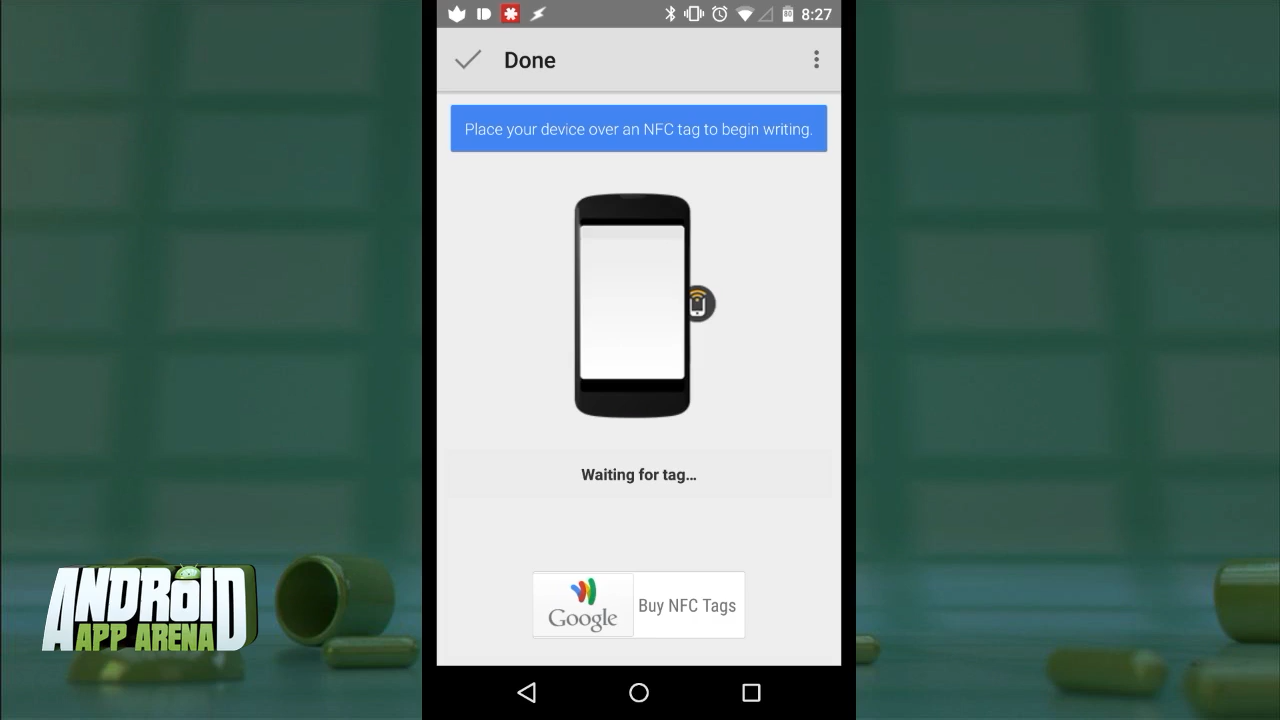 8:27
Done
Place your device over an NFC tag to begin writing.
Waiting for tag...
Google
Buy NFC Tags
ANDROID
APP ARENA